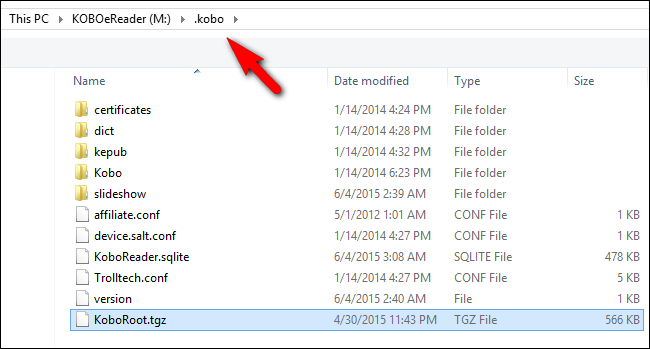 This PC KOBOeReader (M:) .kobo
Name Date modified Type Size
certificates 1/14/2014 4:24 PM File folder
dict 1/14/2014 4:28 PM File folder
kepub 1/14/2014 4:32 PM File folder
Kobo 1/14/2014 6:23 PM File folder
slideshow 6/4/2015 2:39 AM File folder
affiliate.conf 5/1/2012 1:01 AM CONF File 1 KB
device.salt.conf 1/14/2014 4:27 PM CONF File 1 KB
KoboReader.sqlite 6/4/2015 3:08 AM SQLITE File 478 KB
Trolltech.conf 1/14/2014 4:27 PM CONF File 5 KB
version 6/4/2015 2:40 AM File 1 KB
KoboRoot.tgz 4/30/2015 11:43 PM TGZ File 566 KB